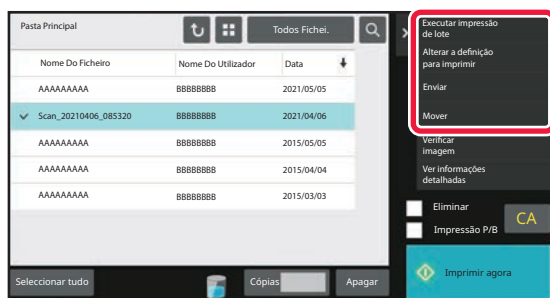 Pasta Principal
Todos Fichei.
Nome Do Ficheiro Nome Do Utilizador Data
AAAAAAAAA BBBBBBBB 2021/05/05
Scan_20210406_085320 BBBBBBBB 2021/04/06
AAAAAAAAA BBBBBBBB 2015/05/05
AAAAAAAAA BBBBBBBB 2015/04/04
AAAAAAAAA BBBBBBBB 2015/03/03
Seleccionar tudo
Cópias
Apagar
Executar impressão
de lote
Alterar a definição
para imprimir
Enviar
Mover
Verificar
imagem
Ver informações
detalhadas
Eliminar
Impressão P/B
CA
Imprimir agora